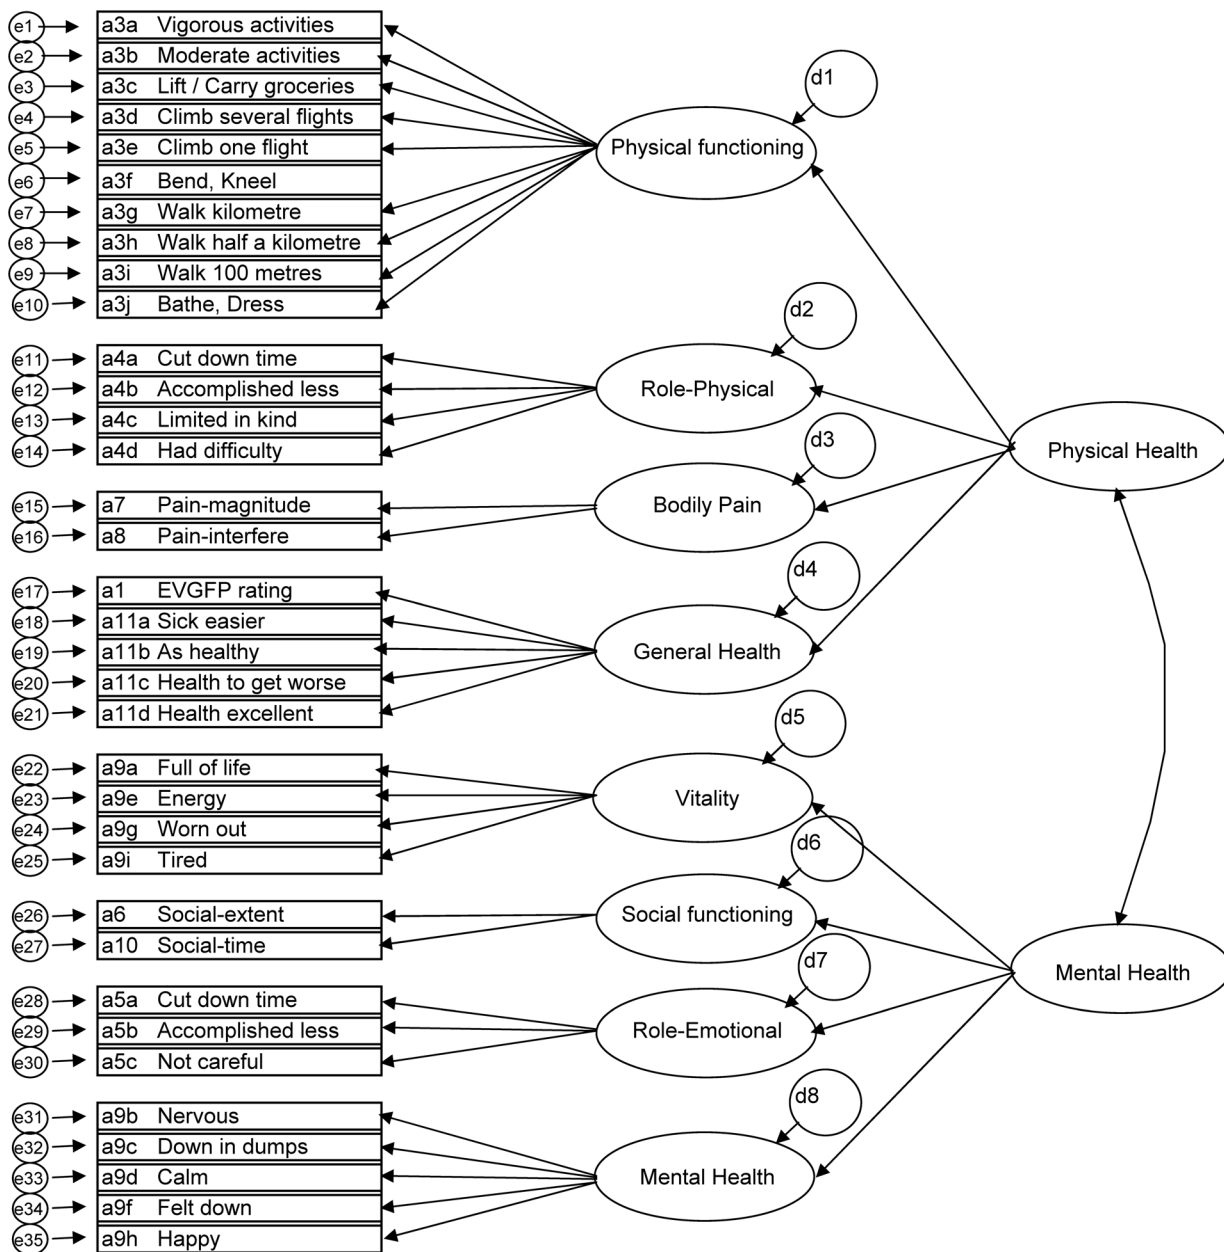 e1 a3a Vigorous activities
e2 a3b Moderate activities
e3 a3c Lift / Carry groceries
e4 a3d Climb several flights
e5 a3e Climb one flight
e6 a3f Bend, Kneel
e7 a3g Walk kilometre
e8 a3h Walk half a kilometre
e9 a3i Walk 100 metres
e10 a3j Bathe, Dress
d1
Physical functioning
e11 a4a Cut down time
e12 a4b Accomplished less
e13 a4c Limited in kind
e14 a4d Had difficulty
d2
Role-Physical
e15 a7 Pain-magnitude
e16 a8 Pain-interfere
d3
Bodily Pain
Physical Health
e17 a1 EVGFP rating
e18 a11a Sick easier
e19 a11b As healthy
e20 a11c Health to get worse
e21 a11d Health excellent
d4
General Health
e22 a9a Full of life
e23 a9e Energy
e24 a9g Worn out
e25 a9i Tired
d5
Vitality
e26 a6 Social-extent
e27 a10 Social-time
d6
Social functioning
e28 a5a Cut down time
e29 a5b Accomplished less
e30 a5c Not careful
d7
Role-Emotional
Mental Health
e31 a9b Nervous
e32 a9c Down in dumps
e33 a9d Calm
e34 a9f Felt down
e35 a9h Happy
d8
Mental Health